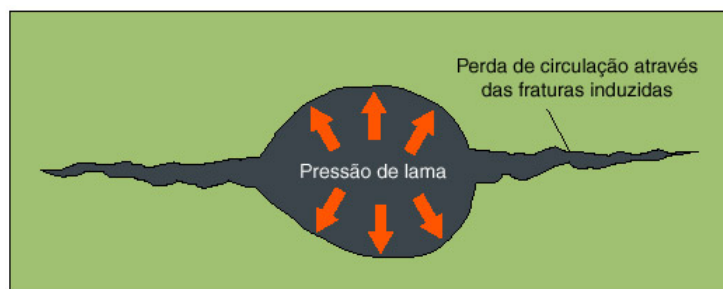 Perda de circulação através
das fraturas induzidas
Pressão de lama